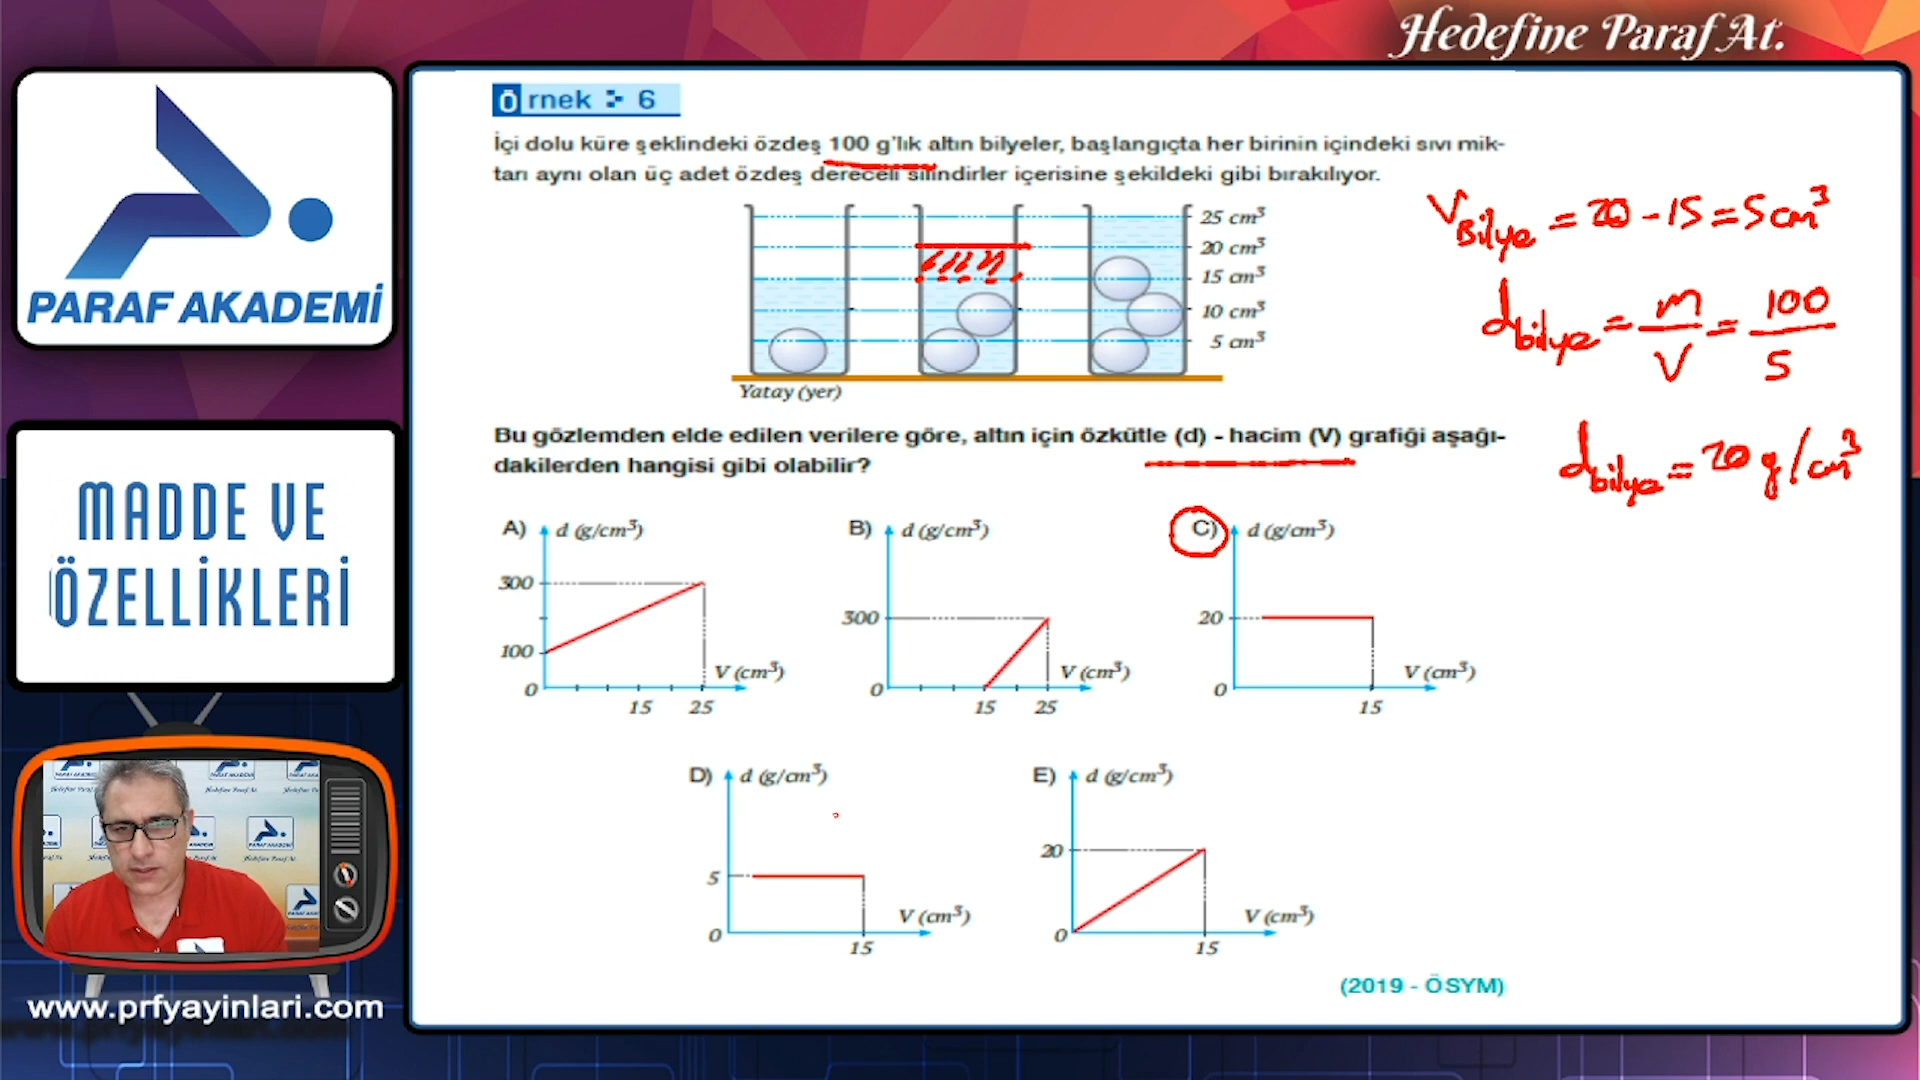 Hedefine Paraf At.
PARAF AKADEMİ
MADDE VE
ÖZELLİKLERİ
www.prfyayinlari.com
Örnek 6
İçi dolu küre şeklindeki özdeş 100 g'lık altın bilyeler, başlangıçta her birinin içindeki sıvı mik-
tarı aynı olan üç adet özdeş dereceli silindirler içerisine şekildeki gibi bırakılıyor.
25 cm³
20 cm³
15 cm³
10 cm³
5 cm³
Yatay (yer)
V Bilye = 20 - 15 = 5 cm³
d bilye = m/V = 100/5
d bilye = 20 g/cm³
Bu gözlemden elde edilen verilere göre, altın için özkütle (d) - hacim (V) grafiği aşağı-
dakilerden hangisi gibi olabilir?
A) d (g/cm³)
300
100
0
15 25
V (cm³)
B) d (g/cm³)
300
0
15 25
V (cm³)
C) d (g/cm³)
20
0
15
V (cm³)
D) d (g/cm³)
5
0
15
V (cm³)
E) d (g/cm³)
20
0
15
V (cm³)
(2019 - ÖSYM)